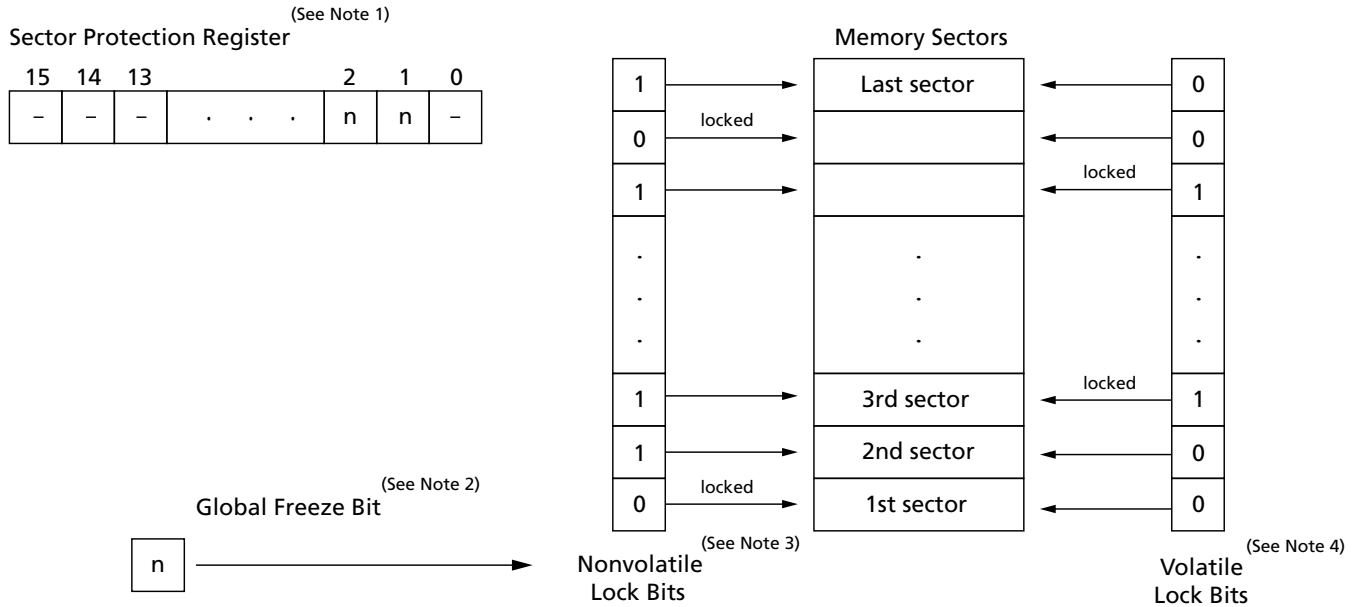 (See Note 1)
Sector Protection Register
15 14 13 2 1 0
– – – . . . n n –
Memory Sectors
1 Last sector 0
0 locked 0
1 locked 1
. . .
. . .
. . .
1 3rd sector locked 1
1 2nd sector 0
0 locked 1st sector 0
(See Note 2)
Global Freeze Bit
n
(See Note 3)
Nonvolatile
Lock Bits
(See Note 4)
Volatile
Lock Bits